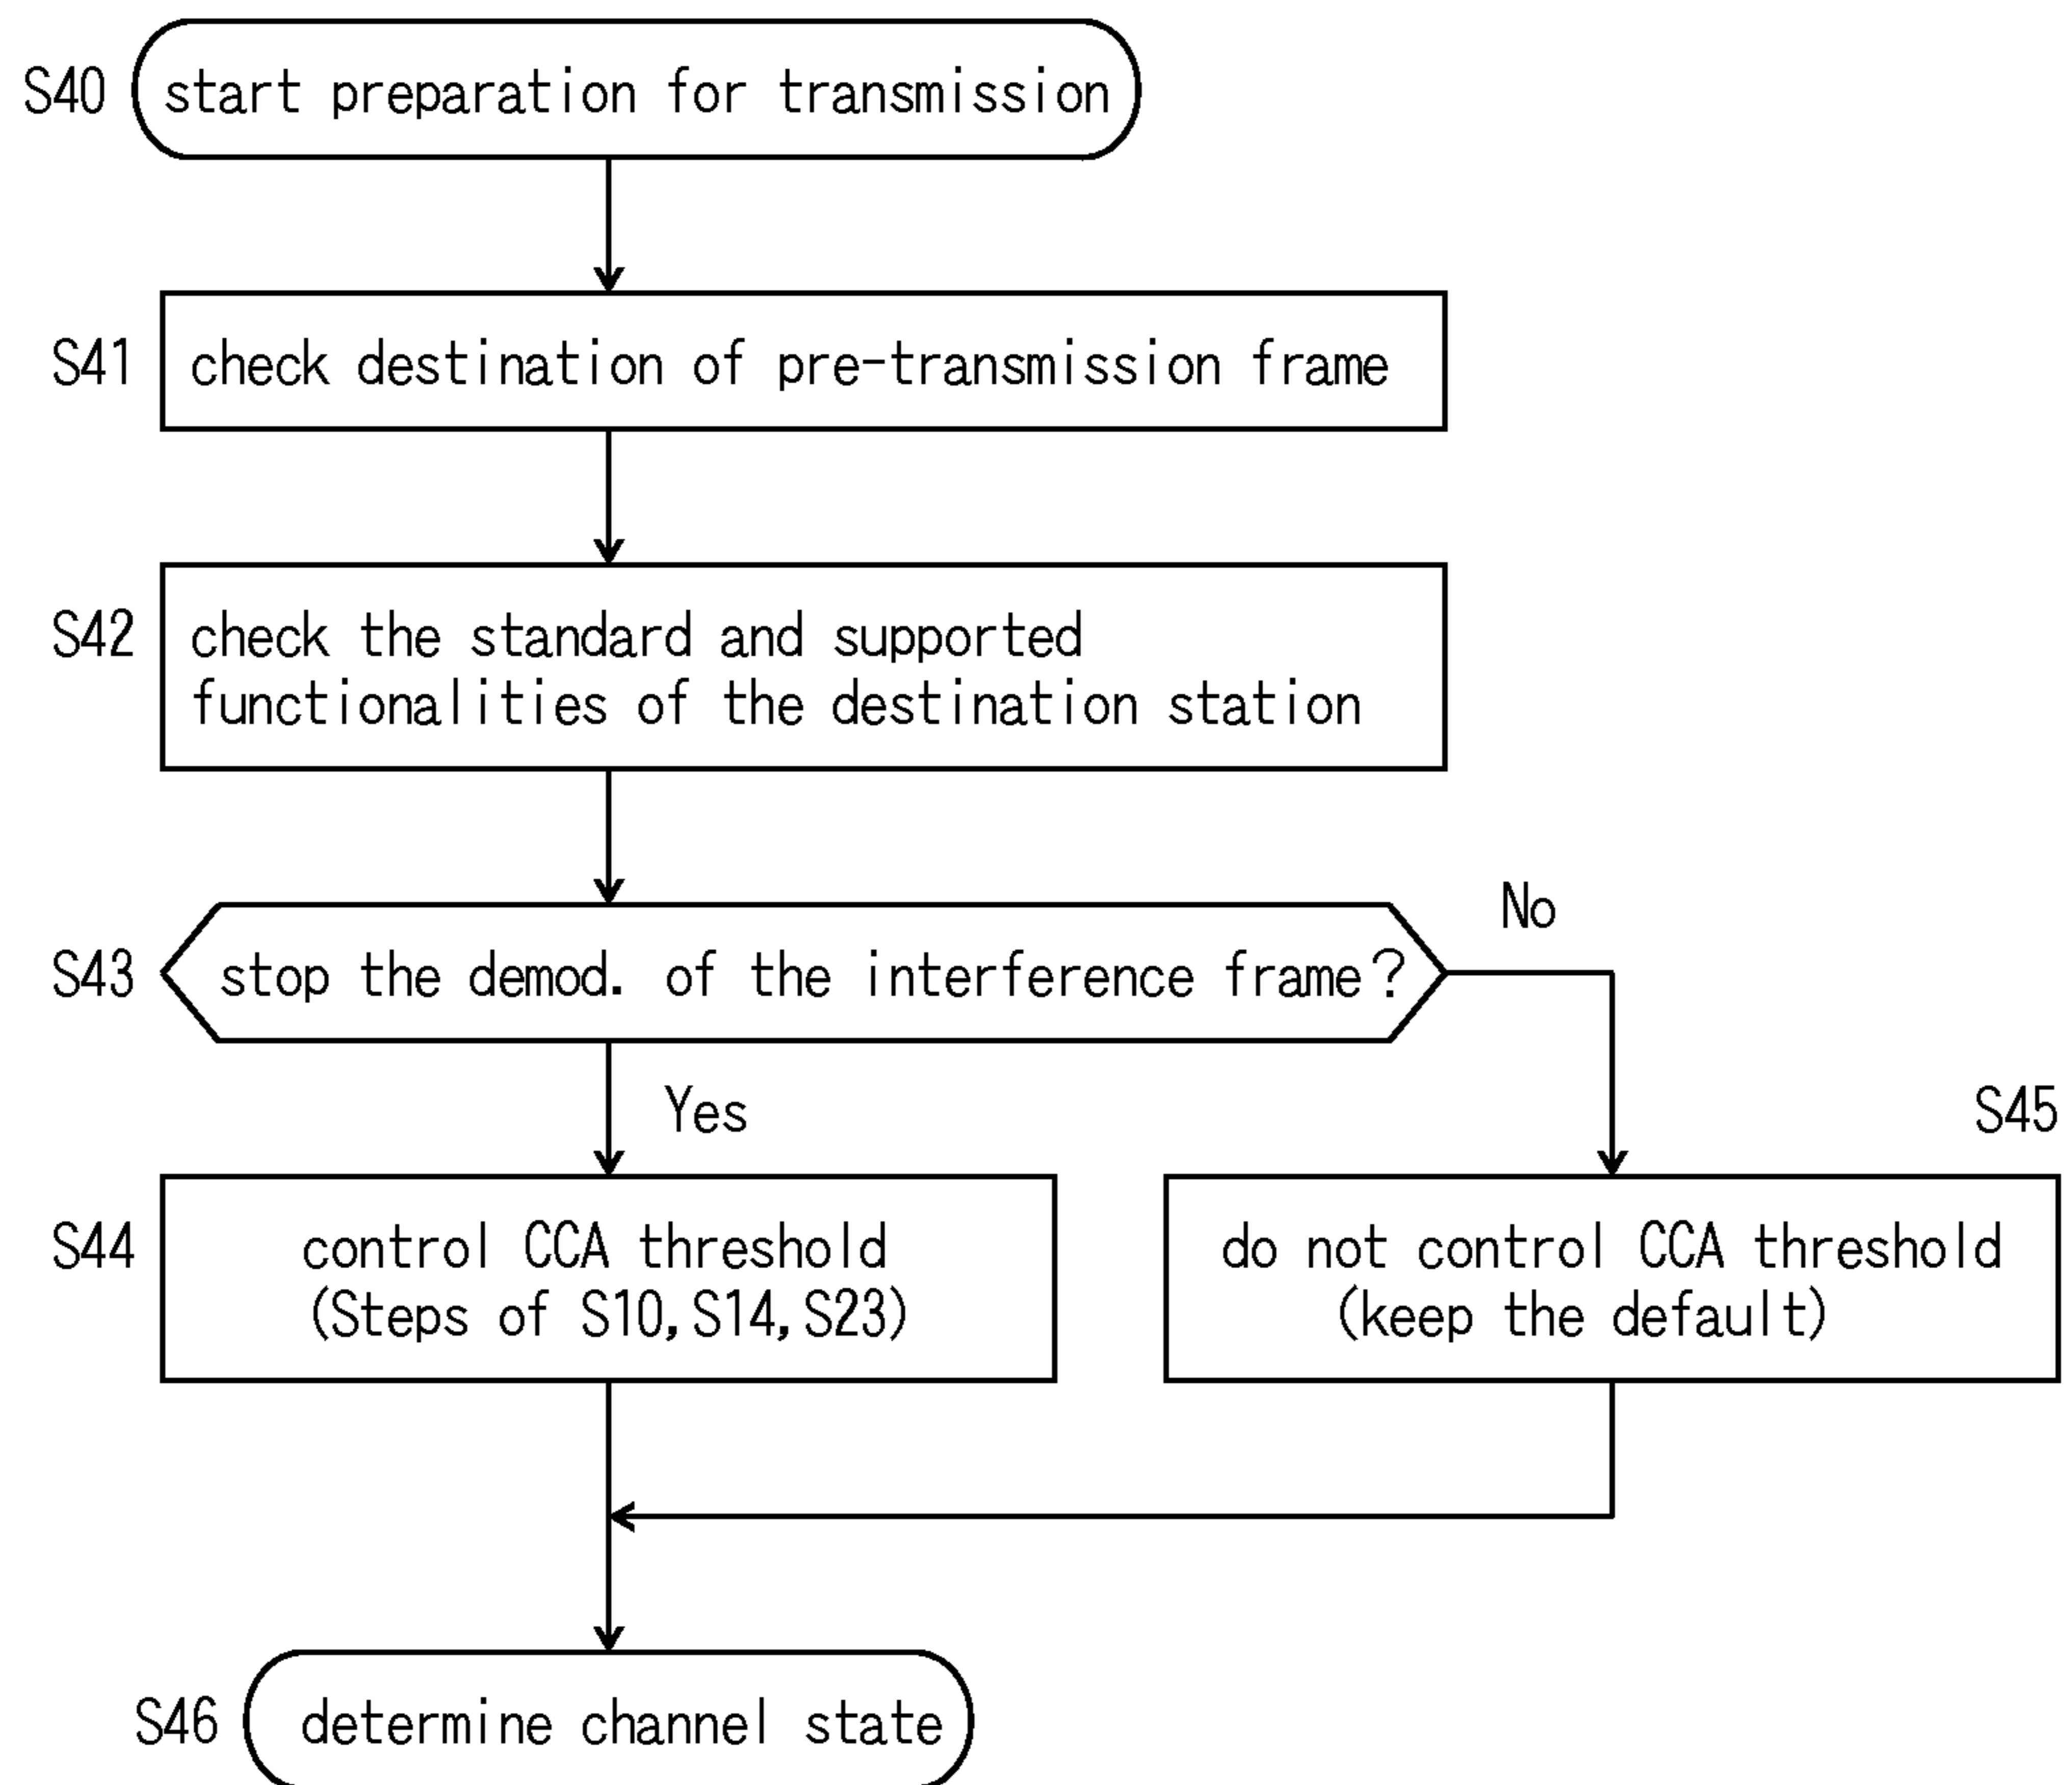 S40 start preparation for transmission
S41 check destination of pre-transmission frame
S42 check the standard and supported
functionalities of the destination station
No
S43 stop the demod. of the interference frame?
Yes
S45
S44 control CCA threshold
(Steps of S10,S14,S23)
do not control CCA threshold
(keep the default)
S46 determine channel state